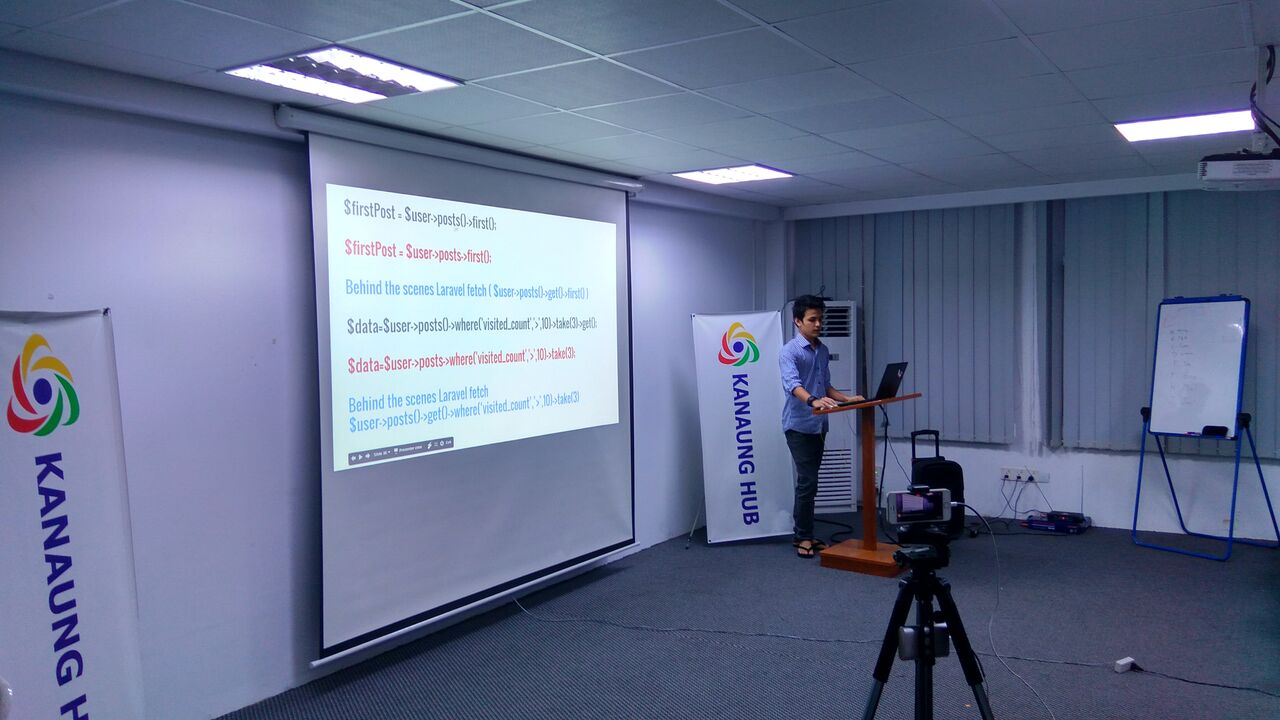 $firstPost = $user->posts()->first();
$firstPost = $user->posts->first();
Behind the scenes Laravel fetch ( $user->posts()->get()->first() )
$data=$user->posts()->where('visited_count','>',10)->take(3)->get();
$data=$user->posts->where('visited_count','>',10)->take(3);
Behind the scenes Laravel fetch
$user->posts()->get()->where('visited_count','>',10)->take(3)
KANAUNG HUB
KANAUNG H